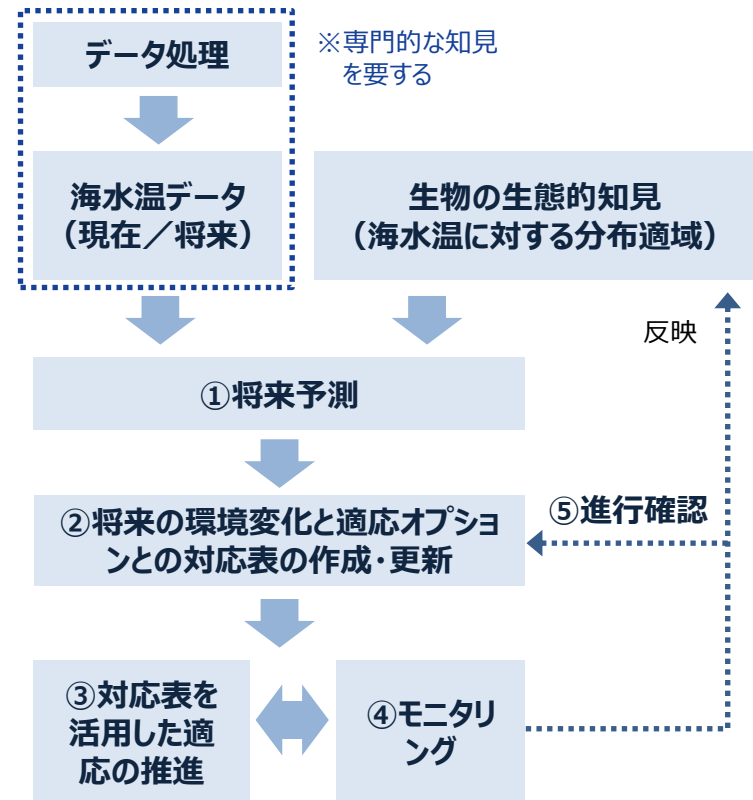 データ処理
※専門的な知見
を要する
海水温データ
（現在／将来）
生物の生態的知見
（海水温に対する分布適域）
反映
①将来予測
②将来の環境変化と適応オプショ
ンとの対応表の作成・更新
⑤進行確認
③対応表を
活用した適
応の推進
④モニタリ
ング